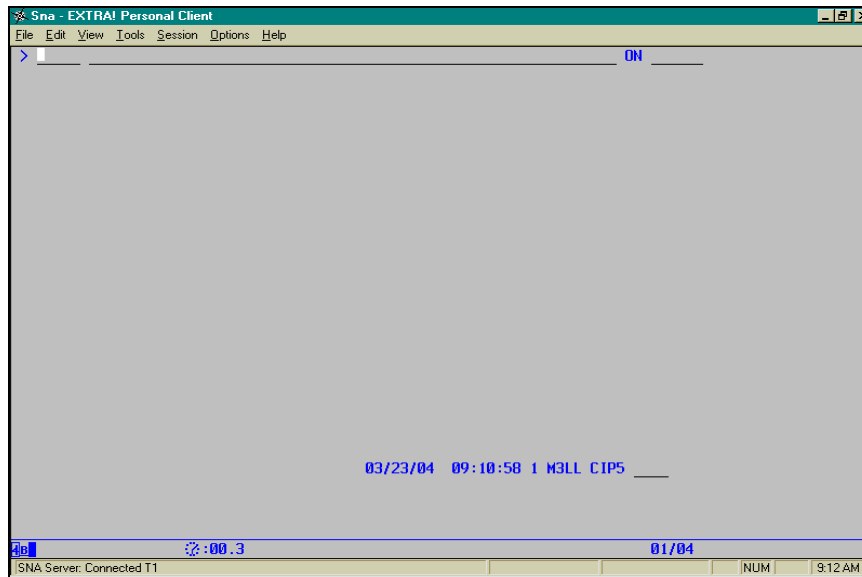 Sna - EXTRA! Personal Client
File Edit View Tools Session Options Help
> ON
03/23/04 09:10:58 1 M3LL CIP5
4B :00.3 01/04
SNA Server: Connected T1 NUM 9:12 AM